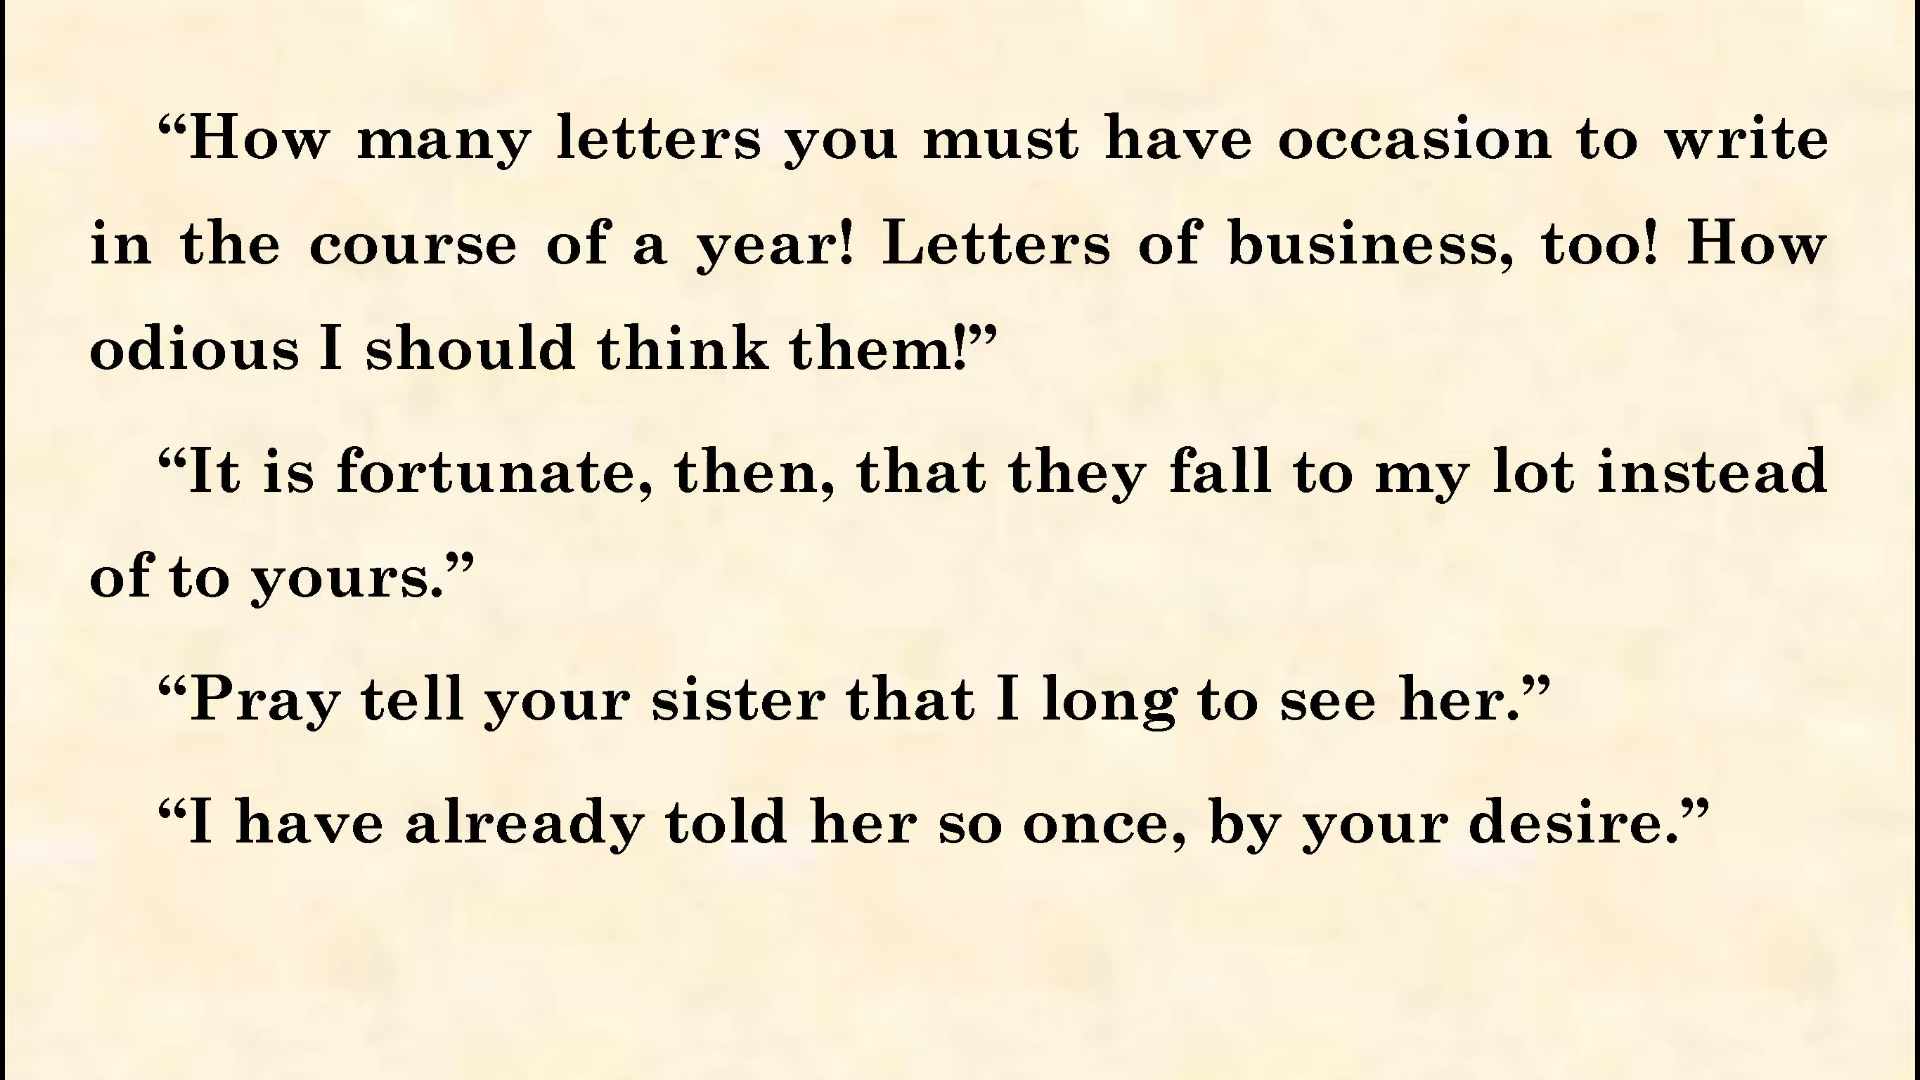 “How many letters you must have occasion to write
in the course of a year! Letters of business, too! How
odious I should think them!”
“It is fortunate, then, that they fall to my lot instead
of to yours.”
“Pray tell your sister that I long to see her.”
“I have already told her so once, by your desire.”